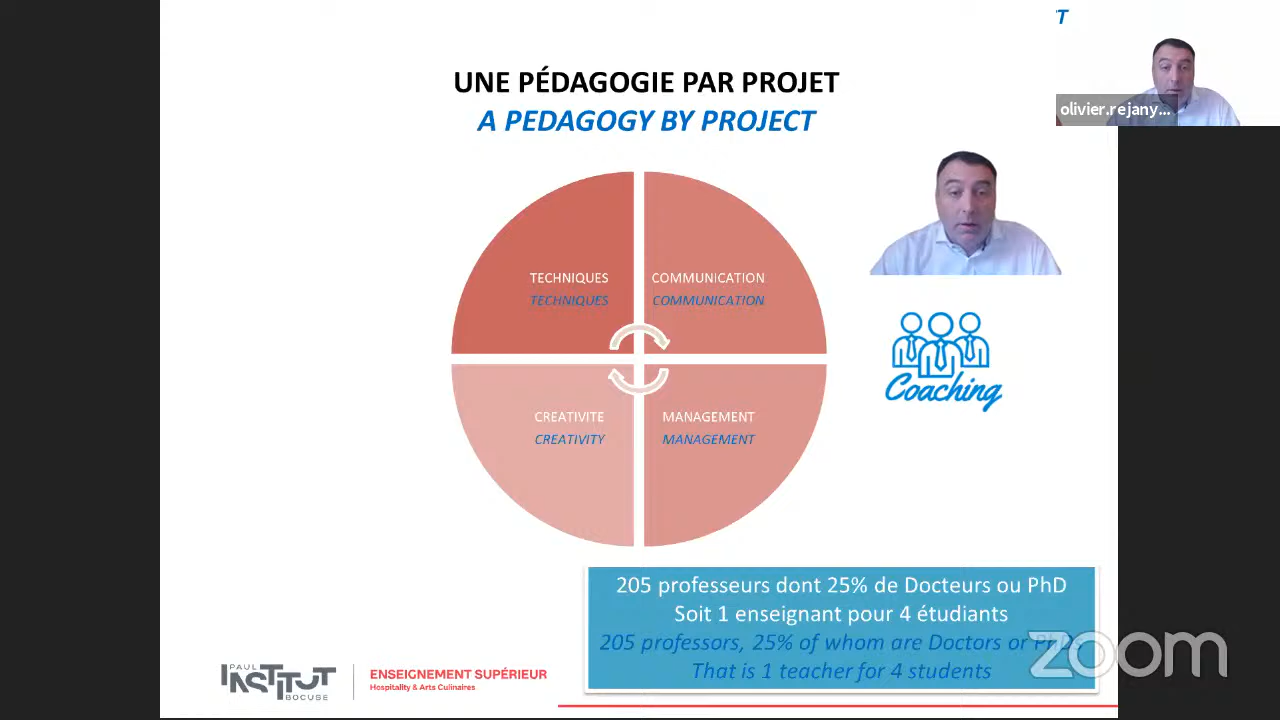 UNE PÉDAGOGIE PAR PROJET
A PEDAGOGY BY PROJECT
T
olivier.rejany...
TECHNIQUES
TECHNIQUES
COMMUNICATION
COMMUNICATION
CREATIVITE
CREATIVITY
MANAGEMENT
MANAGEMENT
Coaching
205 professeurs dont 25% de Docteurs ou PhD
Soit 1 enseignant pour 4 étudiants
205 professors, 25% of whom are Doctors or PhDs
That is 1 teacher for 4 students
zoom
PAUL
INSTITUT
BOCUSE
ENSEIGNEMENT SUPÉRIEUR
Hospitality & Arts Culinaires